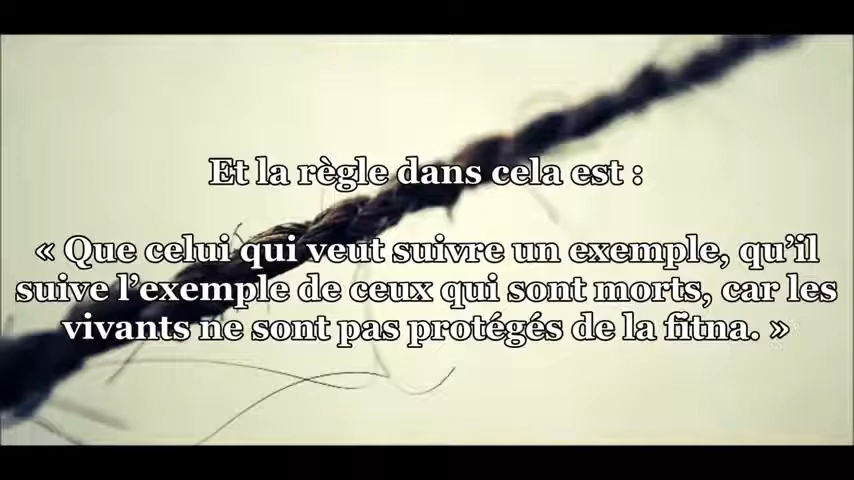 Et la règle dans cela est :
« Que celui qui veut suivre un exemple, qu’il
suive l’exemple de ceux qui sont morts, car les
vivants ne sont pas protégés de la fitna. »